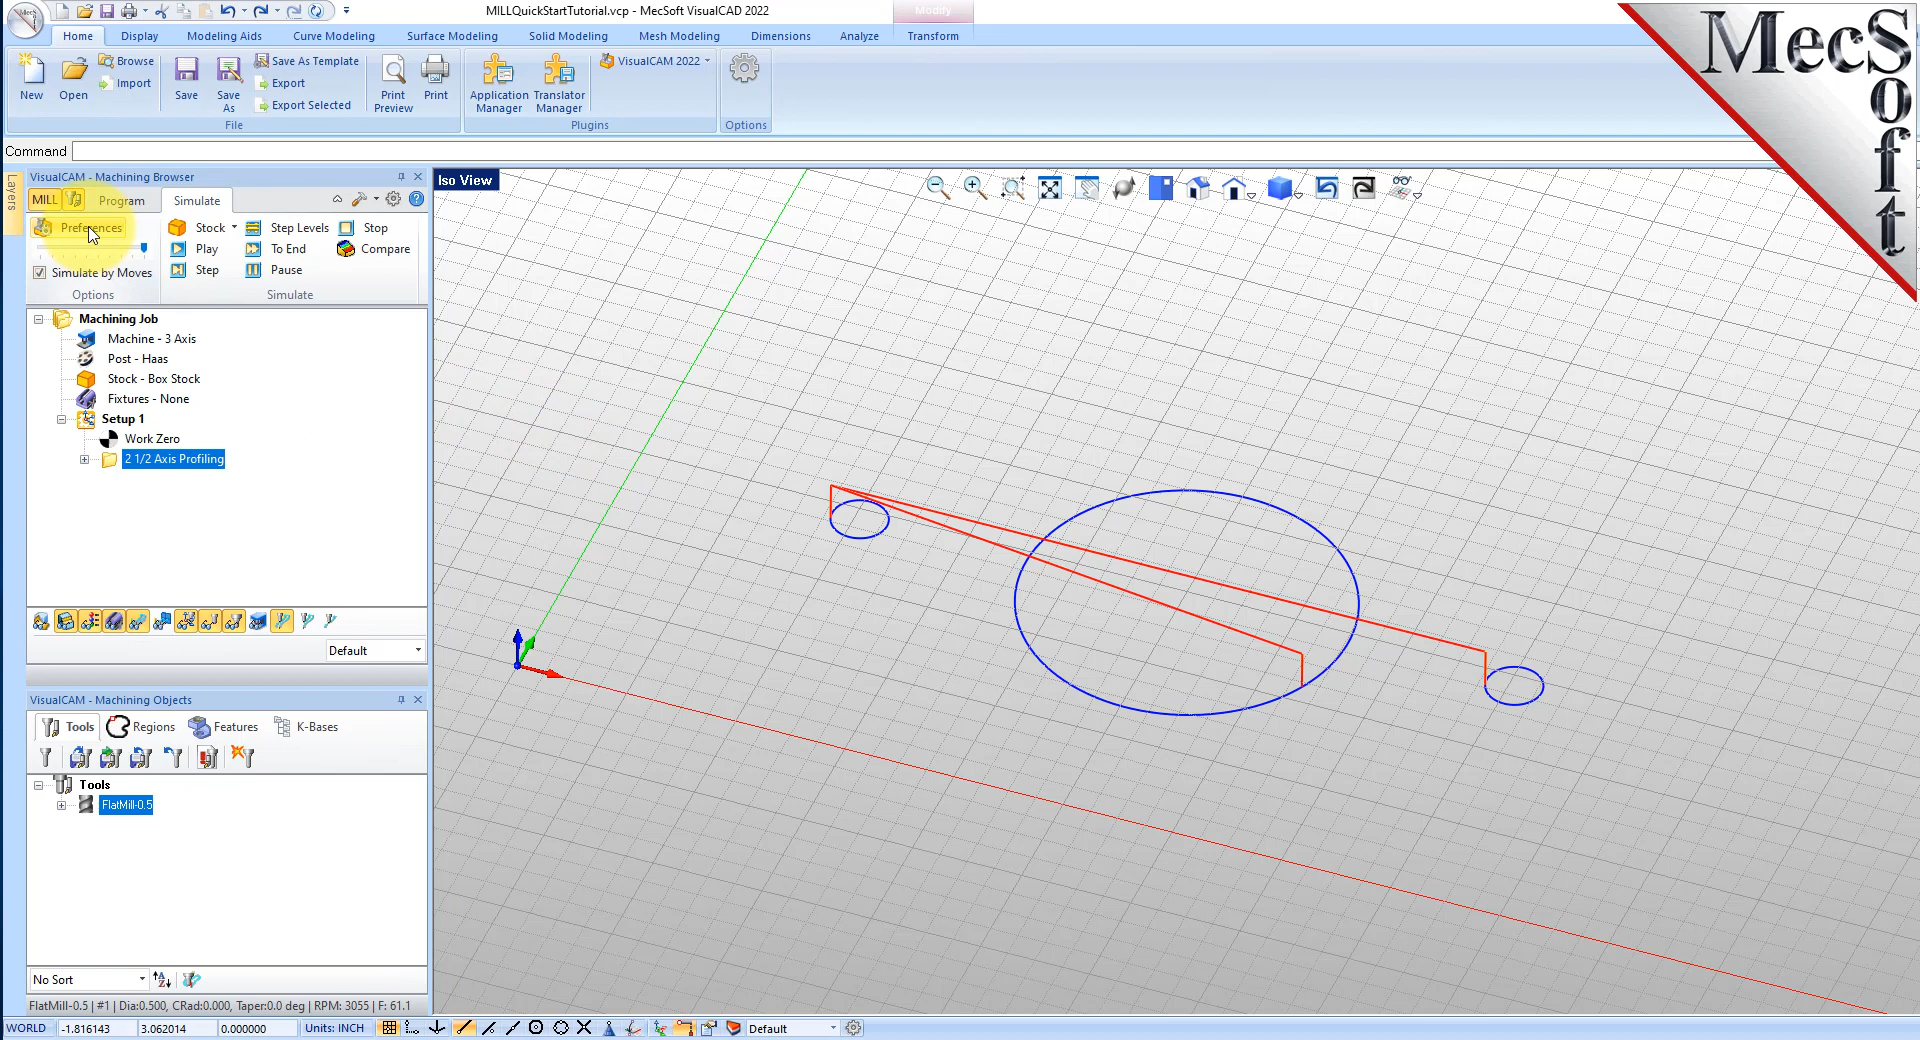 MILLQuickStartTutorial.vcp - MecSoft VisualCAD 2022
Modify
Home Display Modeling Aids Curve Modeling Surface Modeling Solid Modeling Mesh Modeling Dimensions Analyze Transform
New Open Browse Import Save Save As Save As Template Export Export Selected Print Preview Print Application Manager Translator Manager VisualCAM 2022
File Plugins Options
Command
Layers
VisualCAM - Machining Browser
MILL Program Simulate
Preferences Stock Step Levels Stop
Play To End Compare
Simulate by Moves Step Pause
Options Simulate
Machining Job
Machine - 3 Axis
Post - Haas
Stock - Box Stock
Fixtures - None
Setup 1
Work Zero
2 1/2 Axis Profiling
Default
VisualCAM - Machining Objects
Tools Regions Features K-Bases
Tools
FlatMill-0.5
No Sort
FlatMill-0.5 | #1 | Dia:0.500, CRad:0.000, Taper:0.0 deg | RPM: 3055 | F: 61.1
WORLD -1.816143 3.062014 0.000000 Units: INCH Default
Iso View
MecSoft